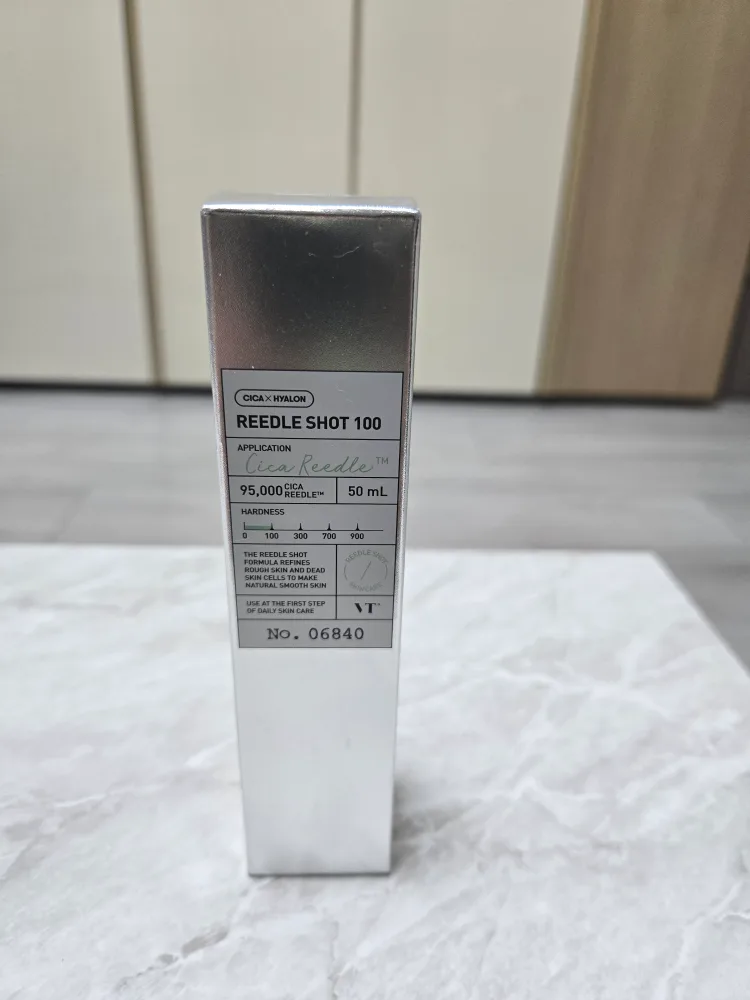 CICA×HYALON
REEDLE SHOT 100
APPLICATION
Cica Reedle™
95,000 CICA REEDLE™
50 mL
HARDNESS
0 100 300 700 900
THE REEDLE SHOT
FORMULA REFINES
ROUGH SKIN AND DEAD
SKIN CELLS TO MAKE
NATURAL SMOOTH SKIN
REEDLE SHOT
SKINCARE
USE AT THE FIRST STEP
OF DAILY SKIN CARE
VT
No. 06840